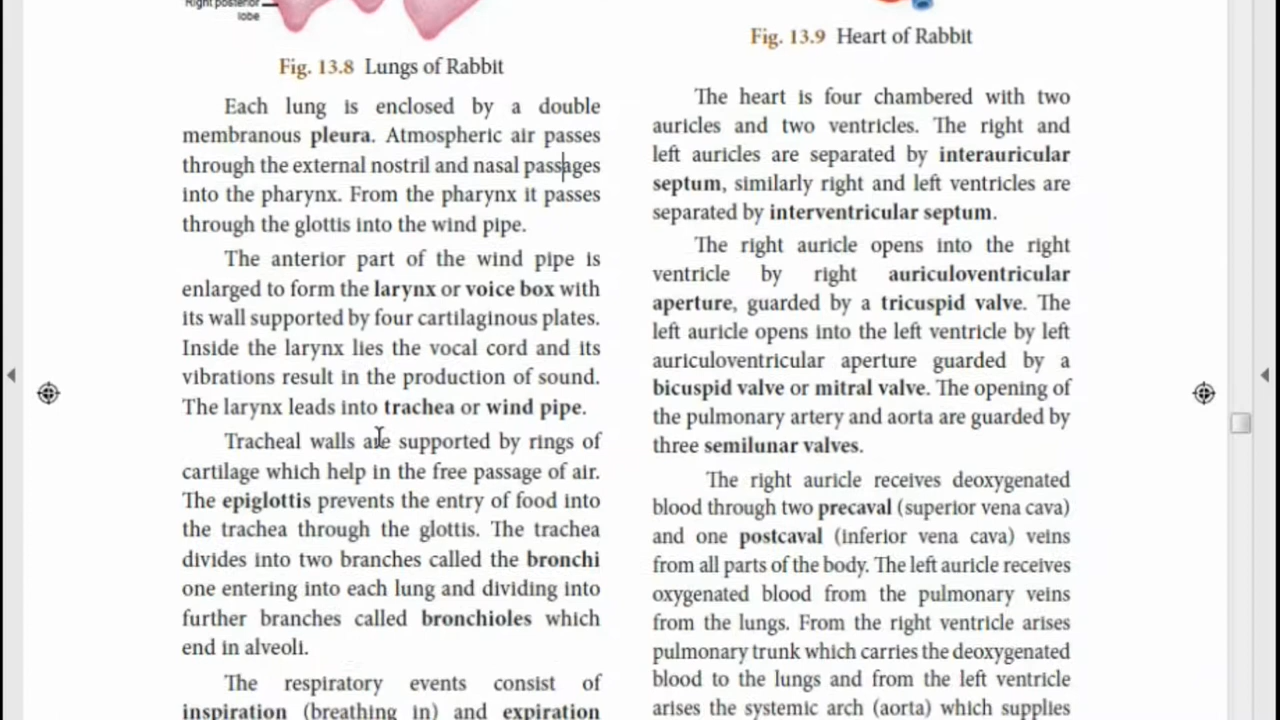 Right posterior
lobe
Fig. 13.8 Lungs of Rabbit
Each lung is enclosed by a double
membranous pleura. Atmospheric air passes
through the external nostril and nasal passages
into the pharynx. From the pharynx it passes
through the glottis into the wind pipe.
The anterior part of the wind pipe is
enlarged to form the larynx or voice box with
its wall supported by four cartilaginous plates.
Inside the larynx lies the vocal cord and its
vibrations result in the production of sound.
The larynx leads into trachea or wind pipe.
Tracheal walls are supported by rings of
cartilage which help in the free passage of air.
The epiglottis prevents the entry of food into
the trachea through the glottis. The trachea
divides into two branches called the bronchi
one entering into each lung and dividing into
further branches called bronchioles which
end in alveoli.
The respiratory events consist of
inspiration (breathing in) and expiration
Fig. 13.9 Heart of Rabbit
The heart is four chambered with two
auricles and two ventricles. The right and
left auricles are separated by interauricular
septum, similarly right and left ventricles are
separated by interventricular septum.
The right auricle opens into the right
ventricle by right auriculoventricular
aperture, guarded by a tricuspid valve. The
left auricle opens into the left ventricle by left
auriculoventricular aperture guarded by a
bicuspid valve or mitral valve. The opening of
the pulmonary artery and aorta are guarded by
three semilunar valves.
The right auricle receives deoxygenated
blood through two precaval (superior vena cava)
and one postcaval (inferior vena cava) veins
from all parts of the body. The left auricle receives
oxygenated blood from the pulmonary veins
from the lungs. From the right ventricle arises
pulmonary trunk which carries the deoxygenated
blood to the lungs and from the left ventricle
arises the systemic arch (aorta) which supplies